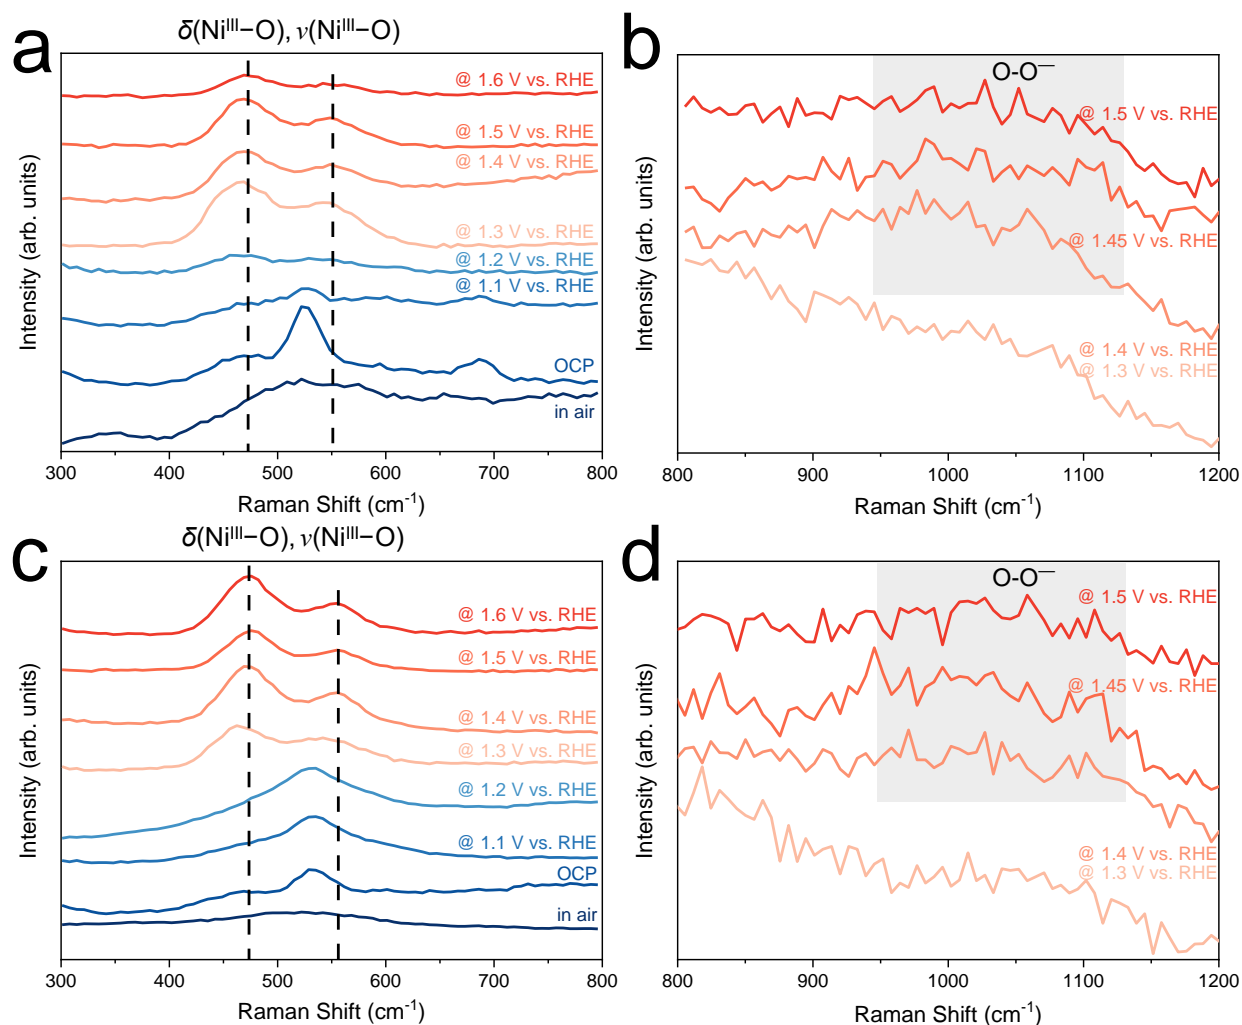 a
δ(Niᴵᴵᴵ−O), ν(Niᴵᴵᴵ−O)
Intensity (arb. units)
@ 1.6 V vs. RHE
@ 1.5 V vs. RHE
@ 1.4 V vs. RHE
@ 1.3 V vs. RHE
@ 1.2 V vs. RHE
@ 1.1 V vs. RHE
OCP
in air
300 400 500 600 700 800
Raman Shift (cm⁻¹)
b
O-O⁻
Intensity (arb. units)
@ 1.5 V vs. RHE
@ 1.45 V vs. RHE
@ 1.4 V vs. RHE
@ 1.3 V vs. RHE
800 900 1000 1100 1200
Raman Shift (cm⁻¹)
c
δ(Niᴵᴵᴵ−O), ν(Niᴵᴵᴵ−O)
Intensity (arb. units)
@ 1.6 V vs. RHE
@ 1.5 V vs. RHE
@ 1.4 V vs. RHE
@ 1.3 V vs. RHE
@ 1.2 V vs. RHE
@ 1.1 V vs. RHE
OCP
in air
300 400 500 600 700 800
Raman Shift (cm⁻¹)
d
O-O⁻
Intensity (arb. units)
@ 1.5 V vs. RHE
@ 1.45 V vs. RHE
@ 1.4 V vs. RHE
@ 1.3 V vs. RHE
800 900 1000 1100 1200
Raman Shift (cm⁻¹)